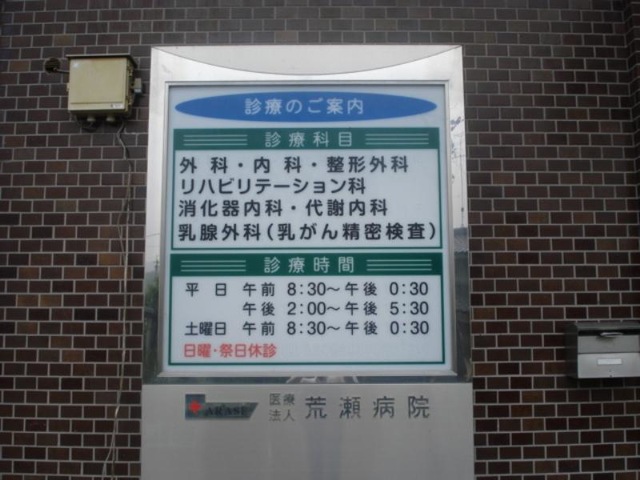 診療のご案内
診療科目
外科・内科・整形外科
リハビリテーション科
消化器内科・代謝内科
乳腺外科(乳がん精密検査)
診療時間
平日 午前 8:30～午後 0:30
午後 2:00～午後 5:30
土曜日 午前 8:30～午後 0:30
日曜・祭日休診
ARASE 医療法人 荒瀬病院